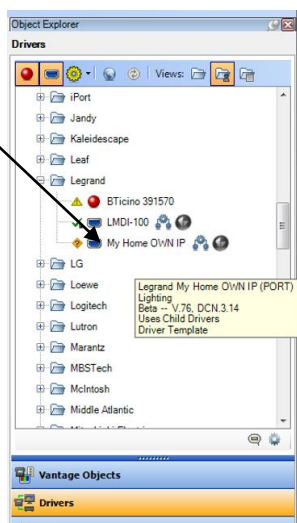 Object Explorer
Drivers
Views:
iPort
Jandy
Kaleidescape
Leaf
Legrand
BTicino 391570
LMDI-100
My Home OWN IP
LG
Loewe
Logitech
Lutron
Marantz
MBSTech
McIntosh
Middle Atlantic
Legrand My Home OWN IP (PORT)
Lighting
Beta -- V.76, DCN.3.14
Uses Child Drivers
Driver Template
Vantage Objects
Drivers